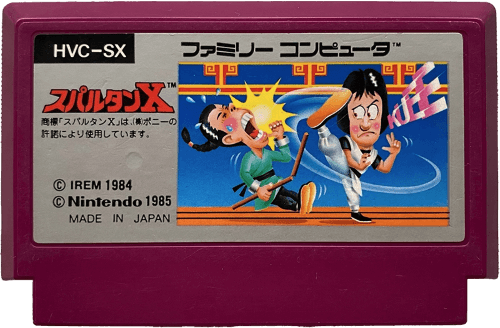 HVC-SX
ファミリー コンピュータ™
スパルタンX™
商標「スパルタンX」は、(株)ポニーの
許諾により使用しています。
© IREM 1984
© Nintendo 1985
MADE IN JAPAN